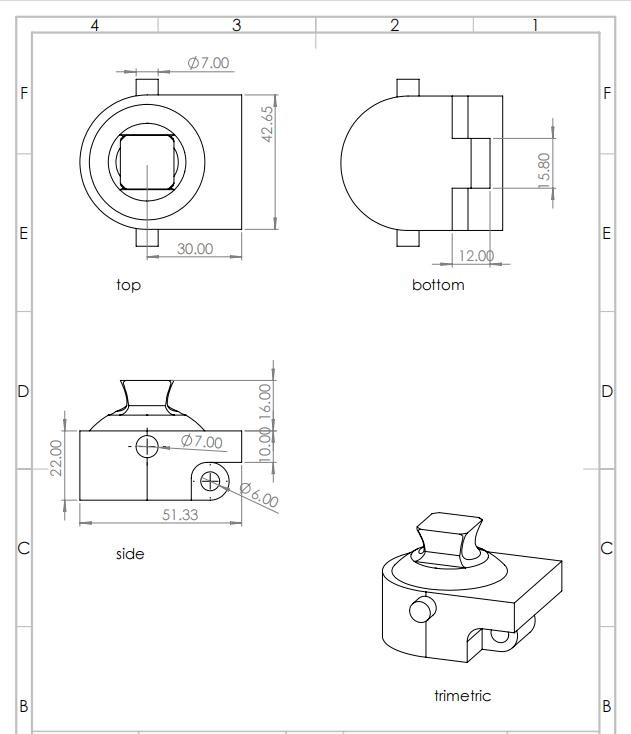 4 3 2 1
F F
Ø7.00
42.65
15.80
E E
30.00
12.00
top
bottom
D D
16.00
10.00
Ø7.00
22.00
Ø6.00
51.33
side
C C
trimetric
B B